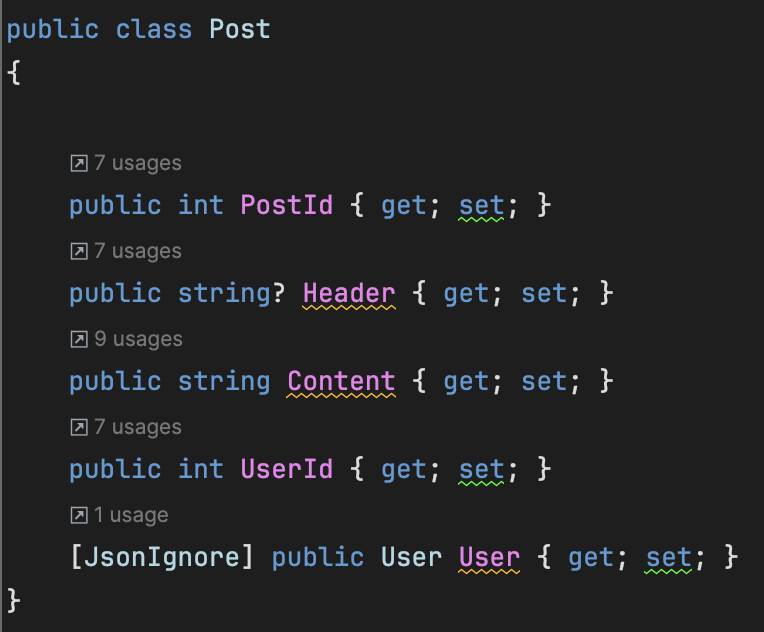 public class Post
{
7 usages
public int PostId { get; set; }
7 usages
public string? Header { get; set; }
9 usages
public string Content { get; set; }
7 usages
public int UserId { get; set; }
1 usage
[JsonIgnore] public User User { get; set; }
}